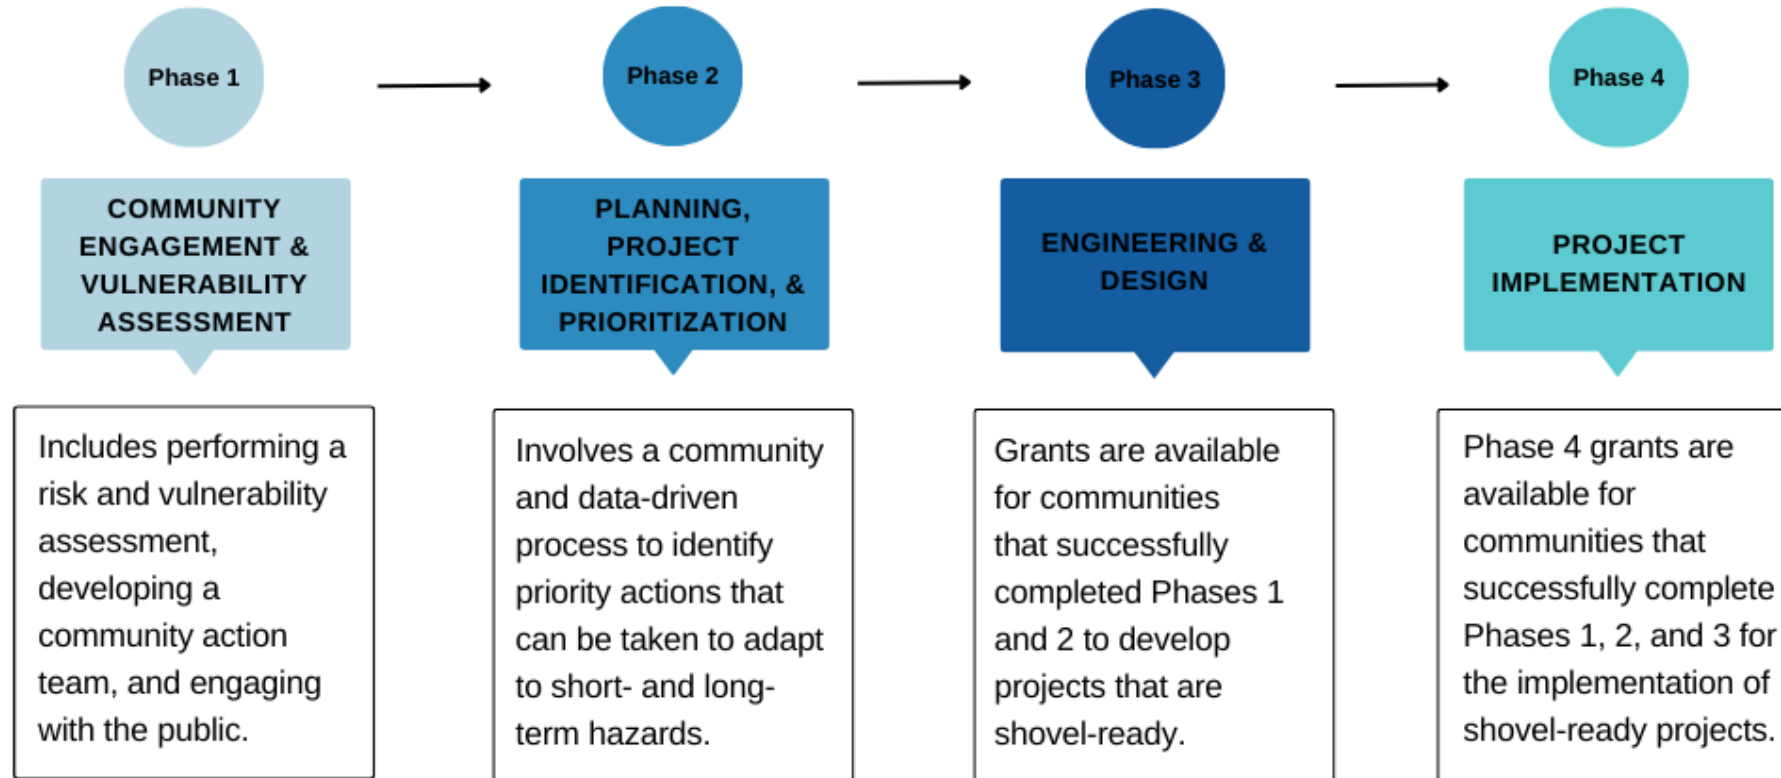 Phase 1
Phase 2
Phase 3
Phase 4
COMMUNITY
ENGAGEMENT &
VULNERABILITY
ASSESSMENT
PLANNING,
PROJECT
IDENTIFICATION, &
PRIORITIZATION
ENGINEERING &
DESIGN
PROJECT
IMPLEMENTATION
Includes performing a
risk and vulnerability
assessment,
developing a
community action
team, and engaging
with the public.
Involves a community
and data-driven
process to identify
priority actions that
can be taken to adapt
to short- and long-
term hazards.
Grants are available
for communities
that successfully
completed Phases 1
and 2 to develop
projects that are
shovel-ready.
Phase 4 grants are
available for
communities that
successfully complete
Phases 1, 2, and 3 for
the implementation of
shovel-ready projects.